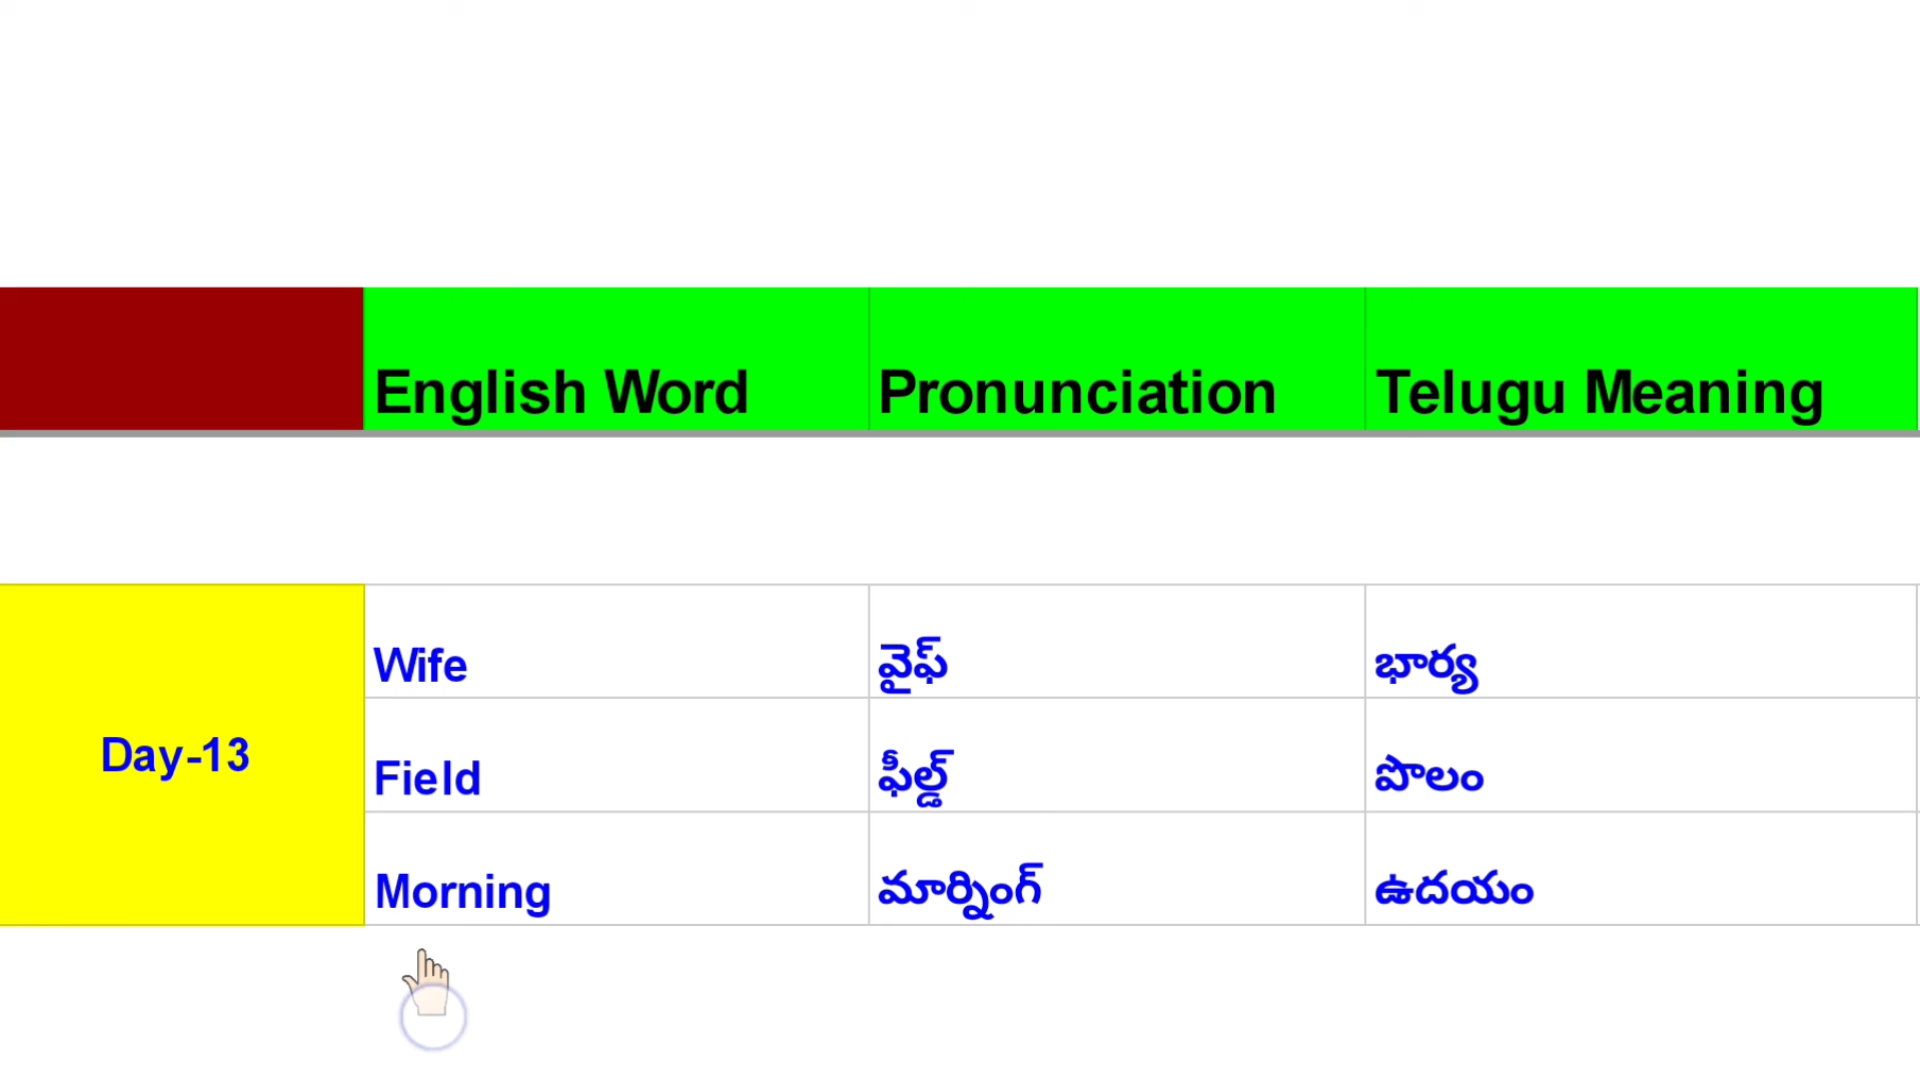 English Word Pronunciation Telugu Meaning
Wife వైఫ్ భార్య
Day-13
Field ఫీల్డ్ పొలం
Morning మార్నింగ్ ఉదయం